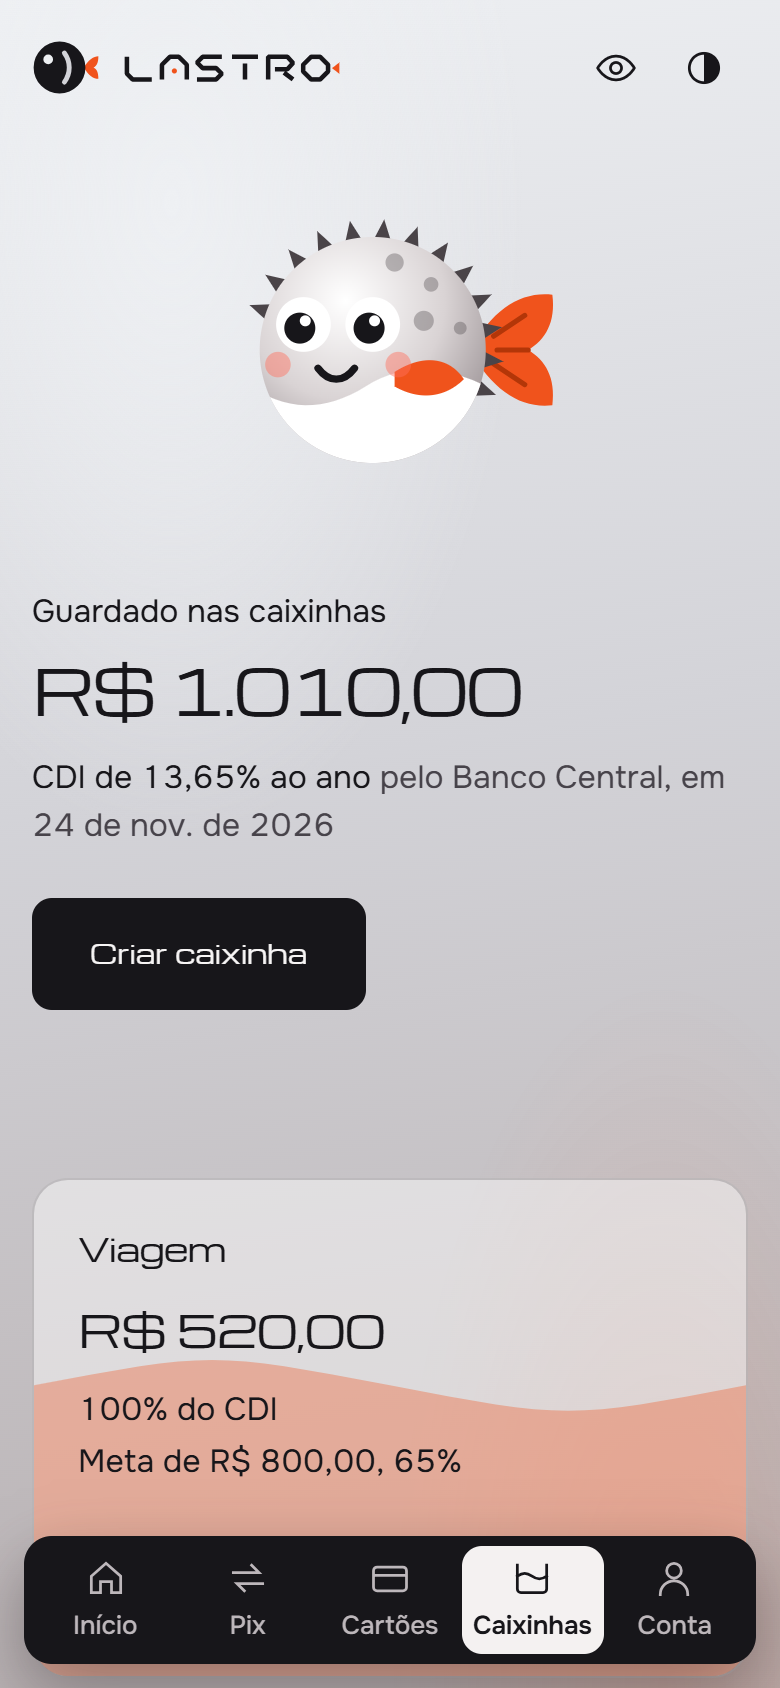 LASTRO
Guardado nas caixinhas
R$ 1.010,00
CDI de 13,65% ao ano pelo Banco Central, em
24 de nov. de 2026
Criar caixinha
Viagem
R$ 520,00
100% do CDI
Meta de R$ 800,00, 65%
Início
Pix
Cartões
Caixinhas
Conta